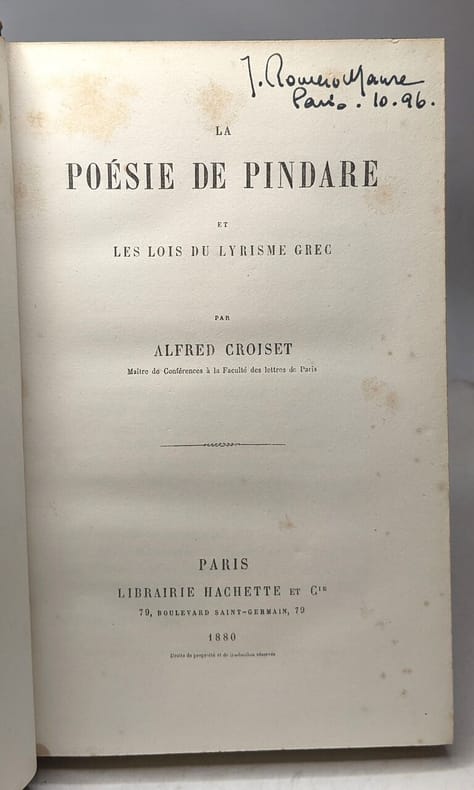 J. Romero Maura
Paris. 10.96.
LA
POÉSIE DE PINDARE
ET
LES LOIS DU LYRISME GREC
PAR
ALFRED CROISET
Maître de Conférences à la Faculté des lettres de Paris
PARIS
LIBRAIRIE HACHETTE ET Cie
79, BOULEVARD SAINT-GERMAIN, 79
1880
Droits de propriété et de traduction réservés